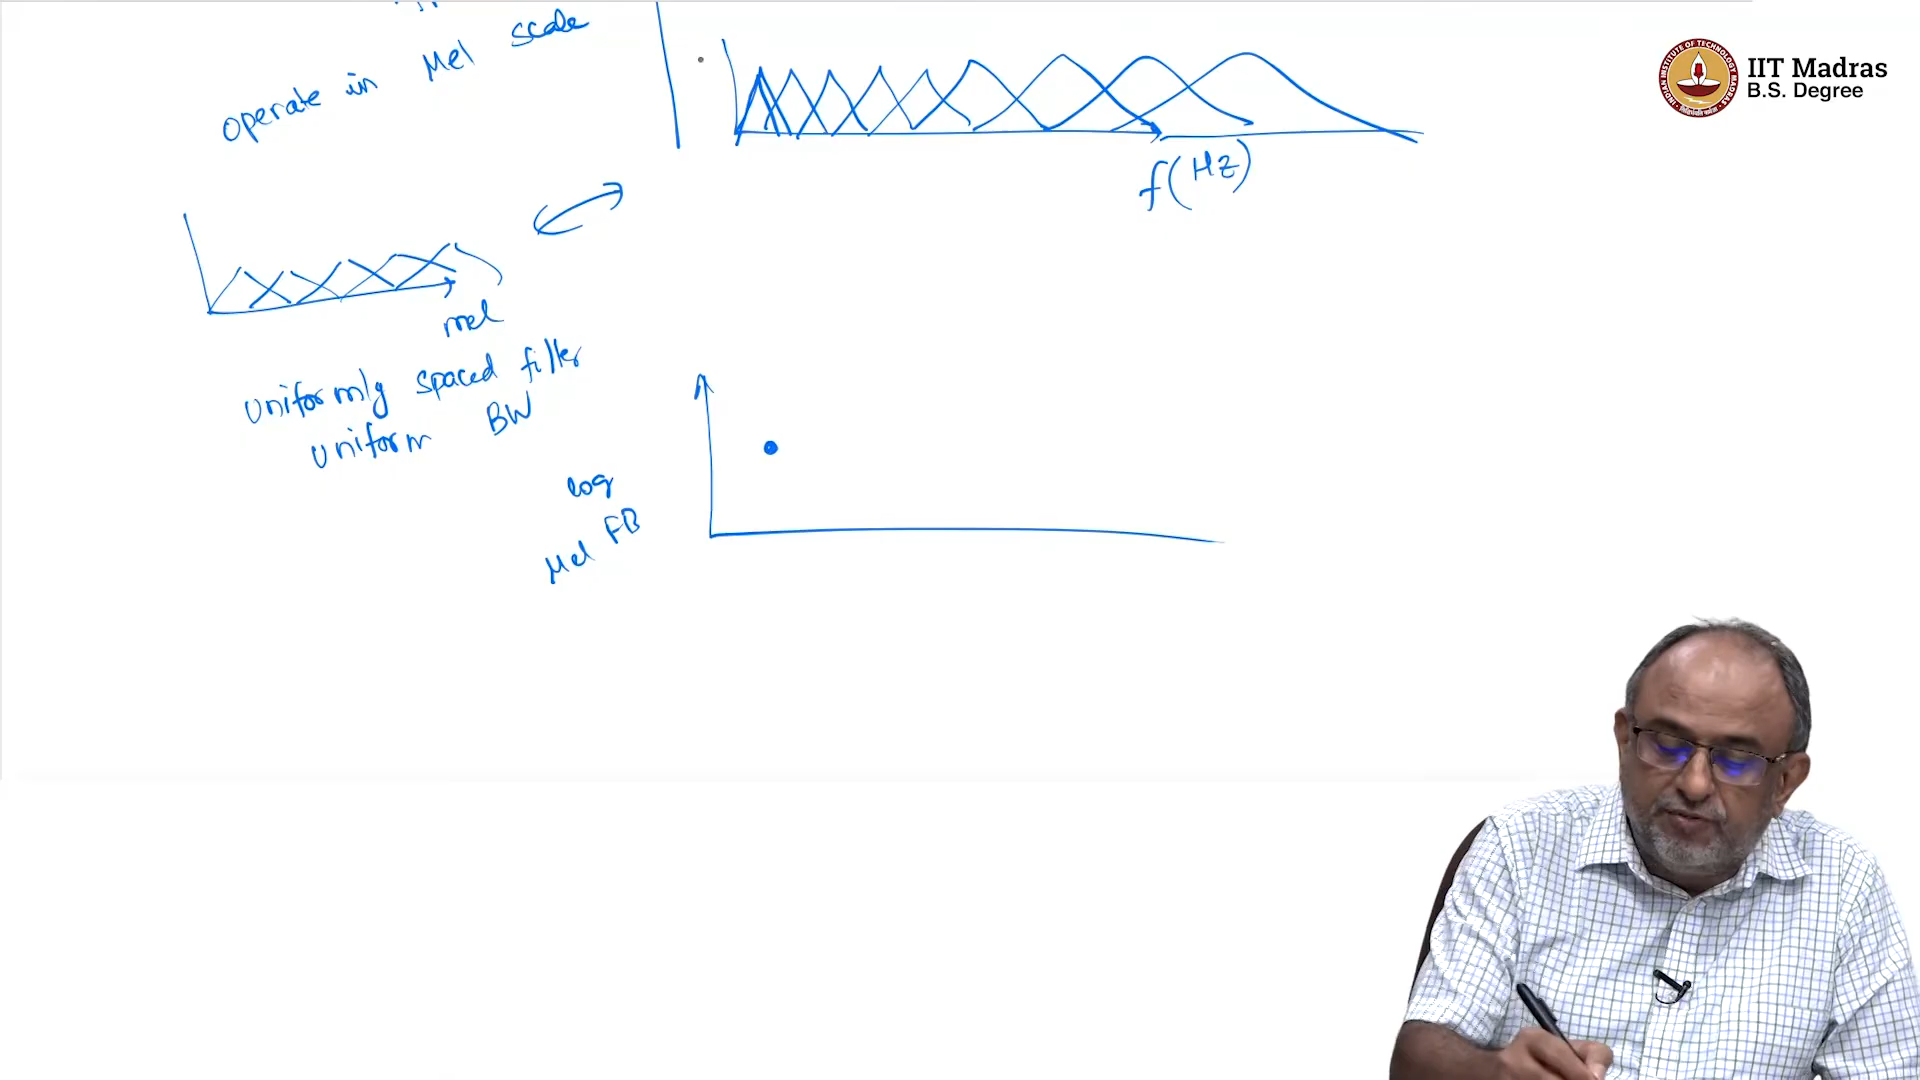 operate in Mel scale
f(Hz)
mel
uniformly spaced filter
uniform BW
log
Mel FB
IIT Madras
B.S. Degree